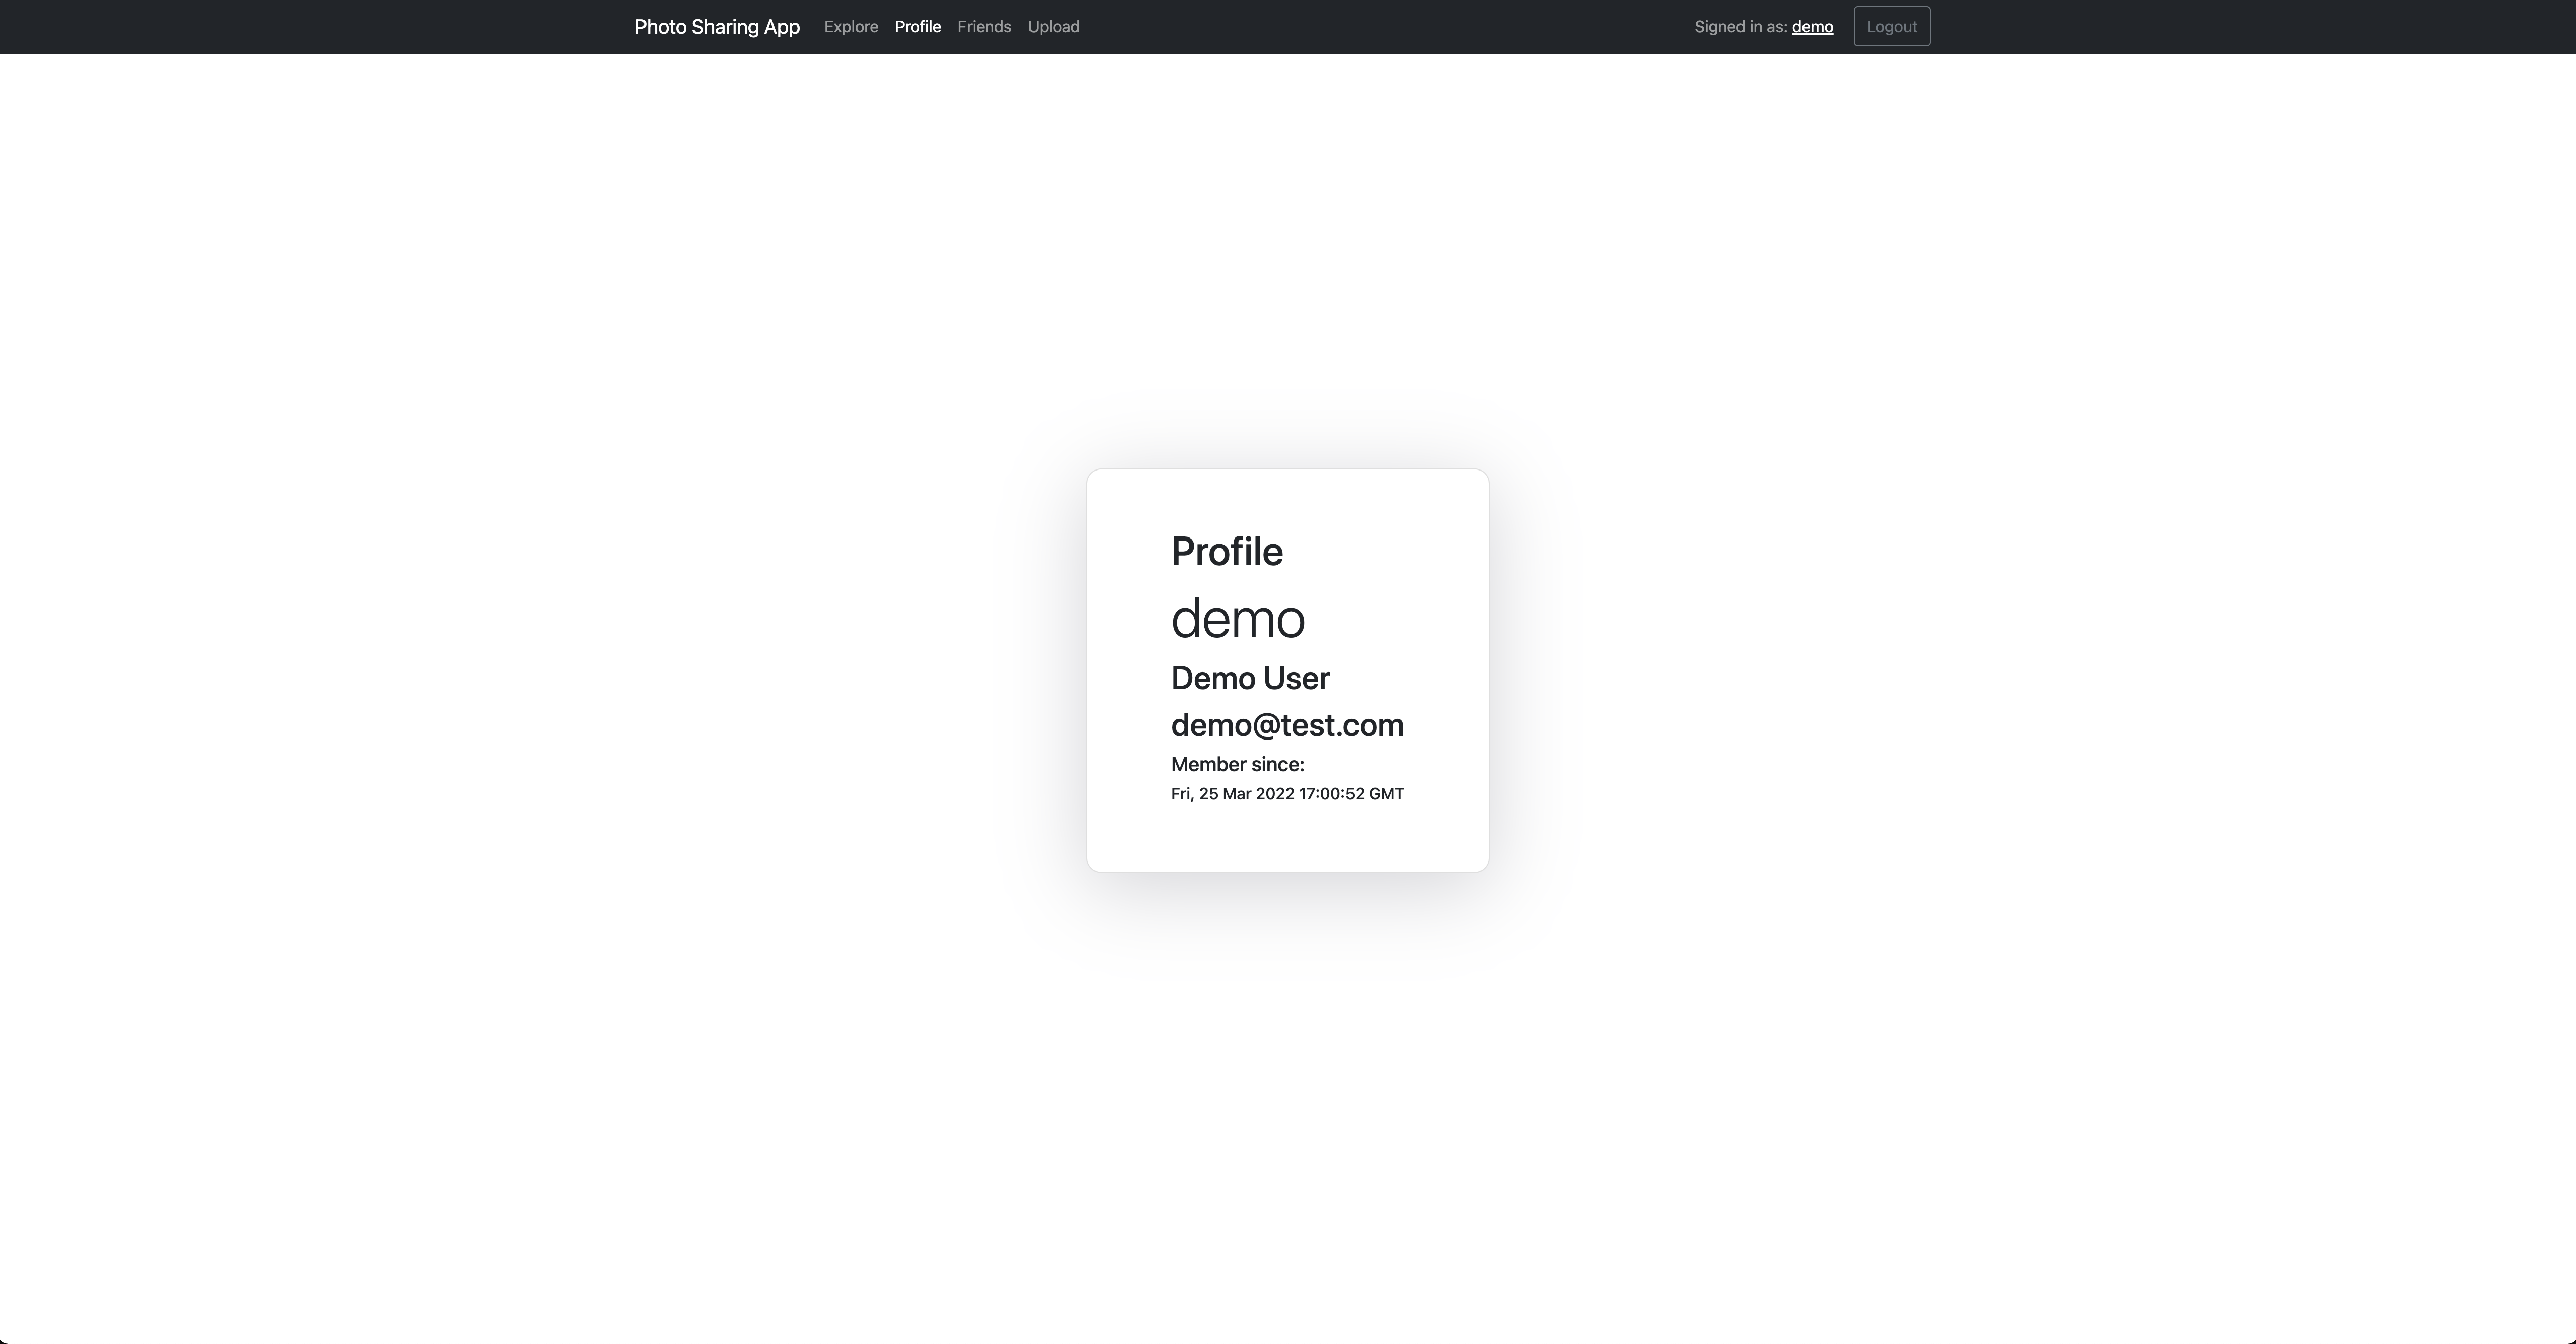 Photo Sharing App Explore Profile Friends Upload Signed in as: demo Logout
Profile
demo
Demo User
demo@test.com
Member since:
Fri, 25 Mar 2022 17:00:52 GMT